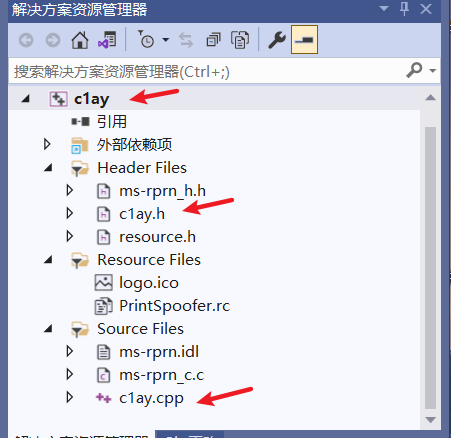 解决方案资源管理器
搜索解决方案资源管理器(Ctrl+;)
c1ay
引用
外部依赖项
Header Files
ms-rprn_h.h
c1ay.h
resource.h
Resource Files
logo.ico
PrintSpoofer.rc
Source Files
ms-rprn.idl
ms-rprn_c.c
c1ay.cpp